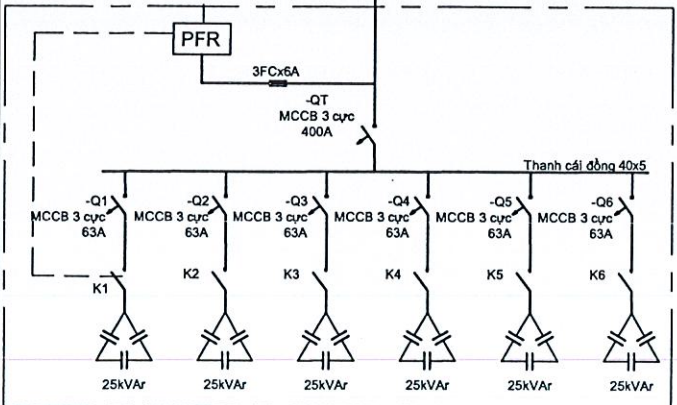 PFR
3FCx6A
-QT
MCCB 3 cực
400A
Thanh cái đồng 40x5
-Q1
MCCB 3 cực
63A
-Q2
MCCB 3 cực
63A
-Q3
MCCB 3 cực
63A
-Q4
MCCB 3 cực
63A
-Q5
MCCB 3 cực
63A
-Q6
MCCB 3 cực
63A
K1
K2
K3
K4
K5
K6
25kVAr
25kVAr
25kVAr
25kVAr
25kVAr
25kVAr